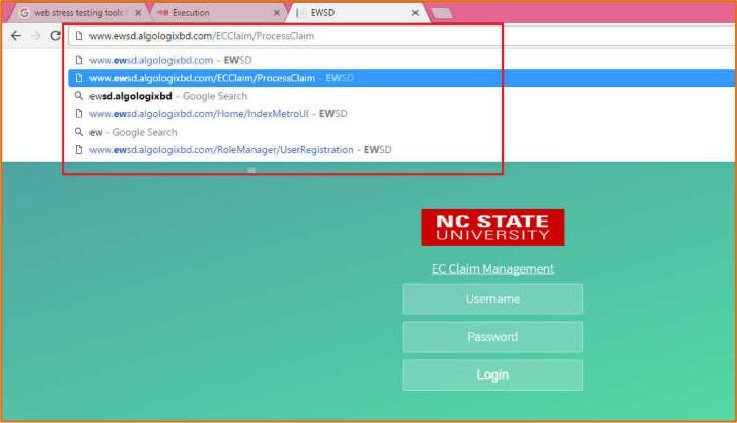 web stress testing tools
Execution
EWSD
www.ewsd.algologixbd.com/ECClaim/ProcessClaim
www.ewsd.algologixbd.com - EWSD
www.ewsd.algologixbd.com/ECClaim/ProcessClaim - EWSD
ewsd.algologixbd - Google Search
www.ewsd.algologixbd.com/Home/IndexMetroUI - EWSD
ew - Google Search
www.ewsd.algologixbd.com/RoleManager/UserRegistration - EWSD
NC STATE
UNIVERSITY
EC Claim Management
Username
Password
Login